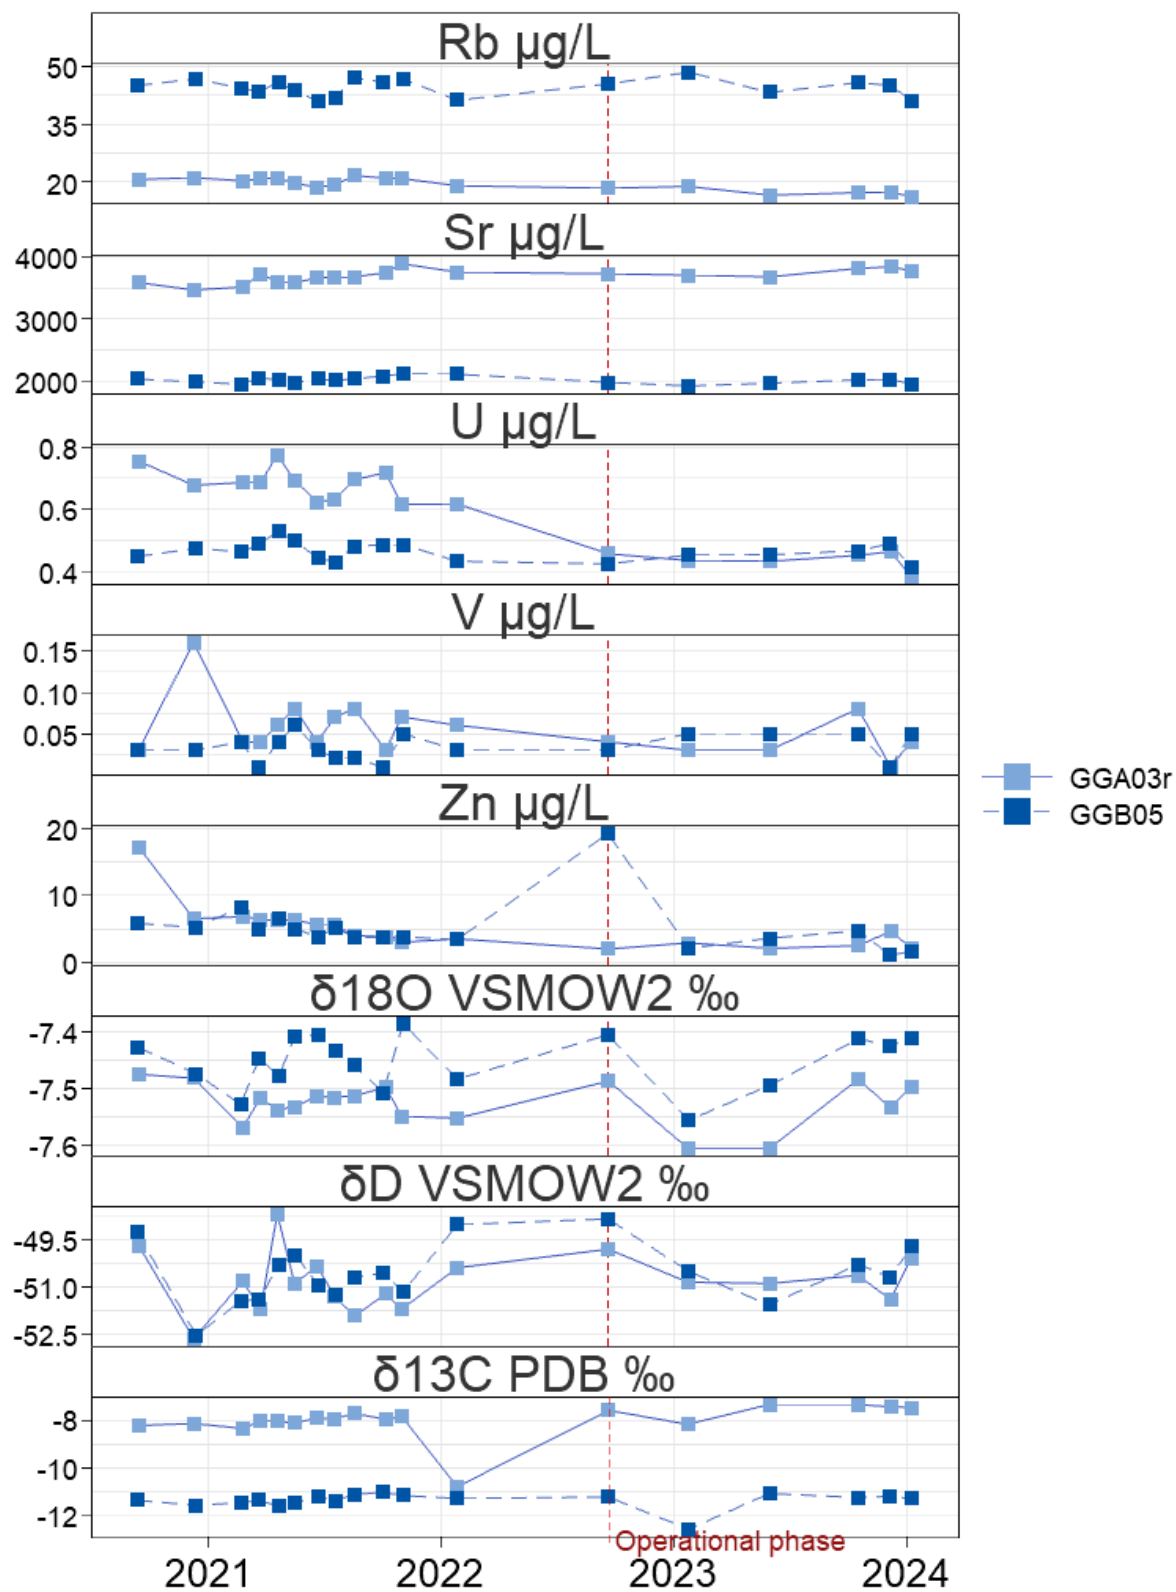 Rb µg/L
50
35
20
Sr µg/L
4000
3000
2000
U µg/L
0.8
0.6
0.4
V µg/L
0.15
0.10
0.05
GGA03r
GGB05
Zn µg/L
20
10
0
δ18O VSMOW2 ‰
-7.4
-7.5
-7.6
δD VSMOW2 ‰
-49.5
-51.0
-52.5
δ13C PDB ‰
-8
-10
-12
Operational phase
2021 2022 2023 2024